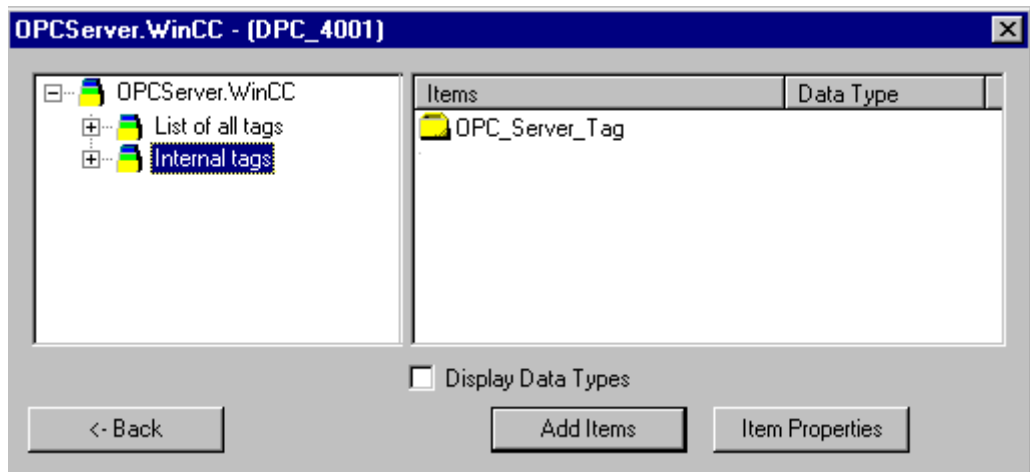 OPCServer.WinCC - (DPC_4001)
OPCServer.WinCC
List of all tags
Internal tags
Items Data Type
OPC_Server_Tag
Display Data Types
<- Back Add Items Item Properties